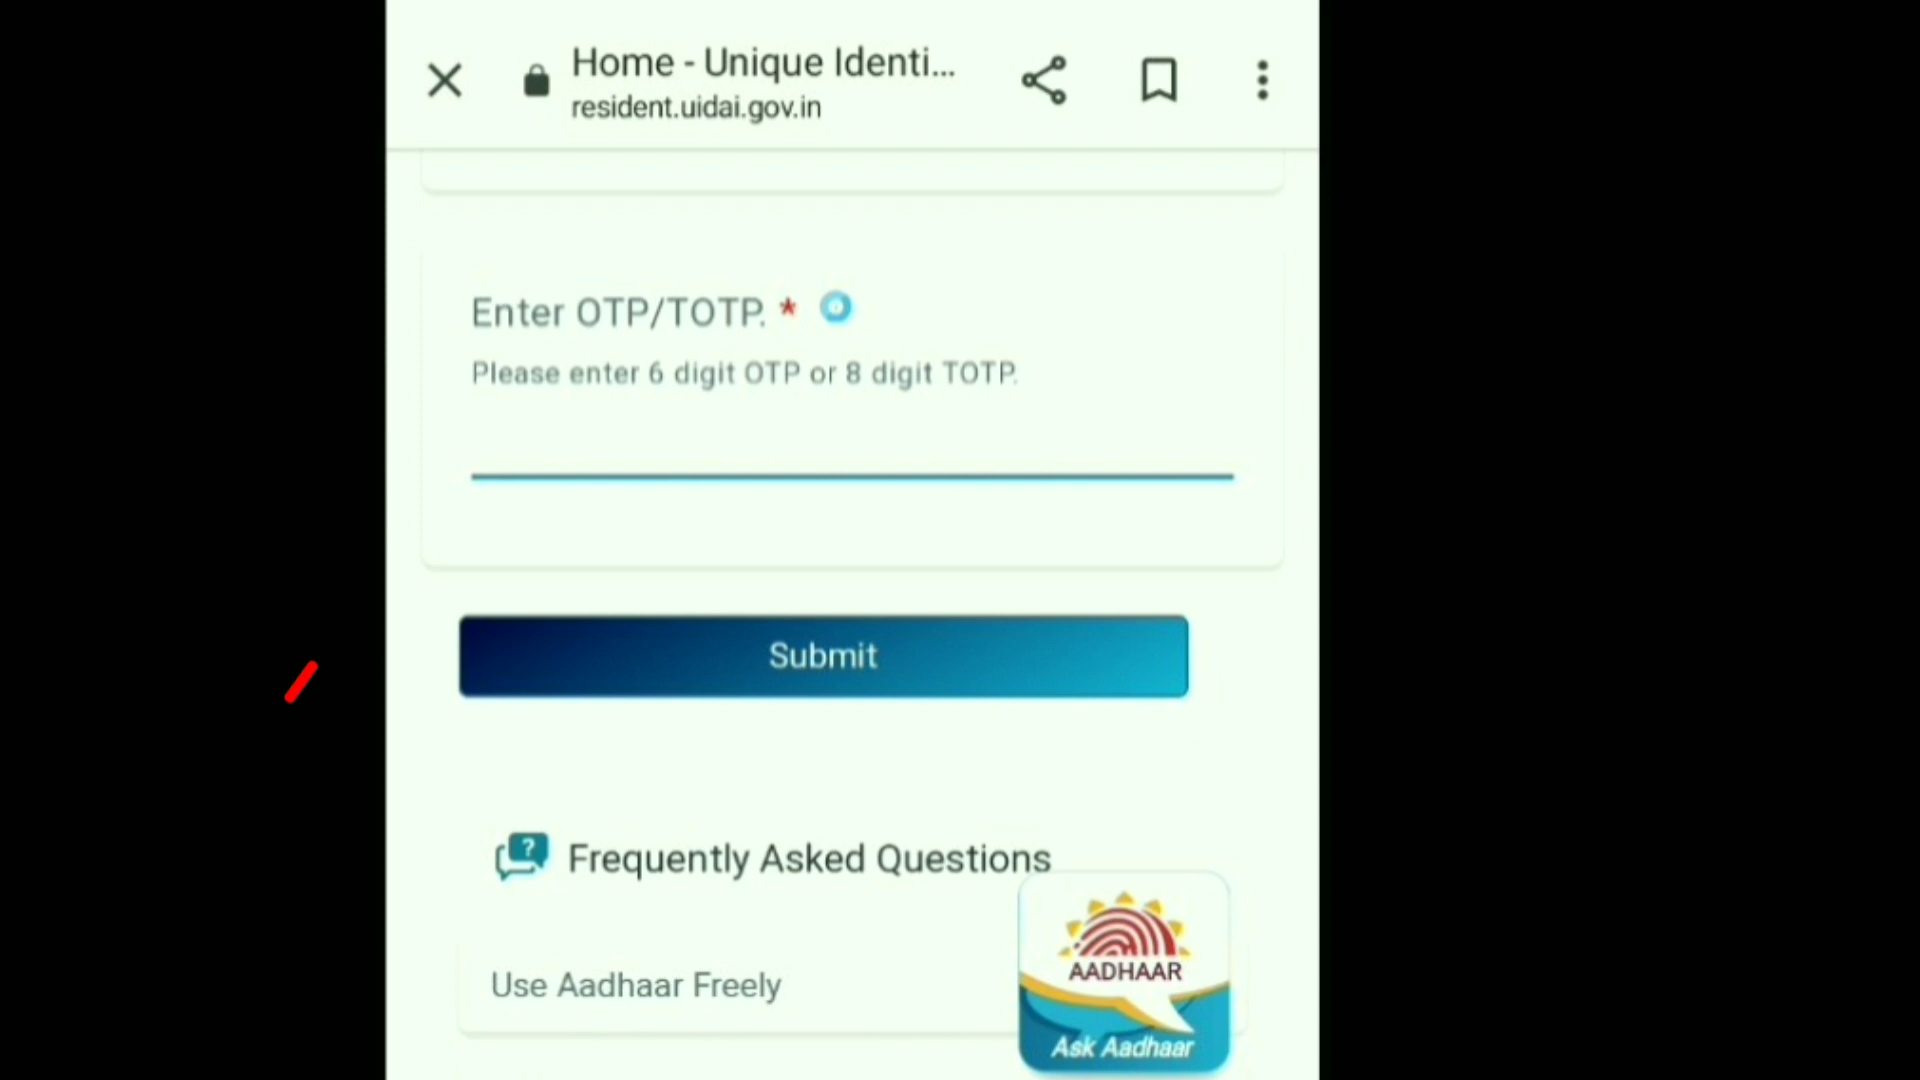 Home - Unique Identi...
resident.uidai.gov.in
Enter OTP/TOTP. *
Please enter 6 digit OTP or 8 digit TOTP.
Submit
Frequently Asked Questions
Use Aadhaar Freely
AADHAAR
Ask Aadhaar